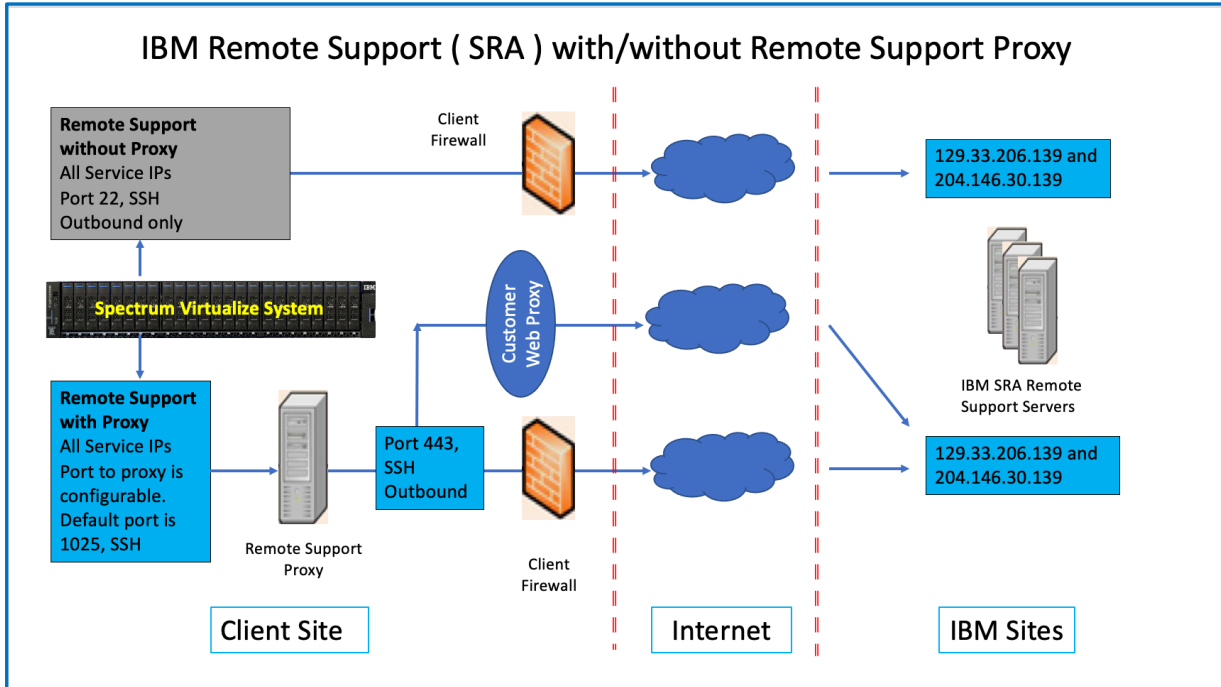 IBM Remote Support ( SRA ) with/without Remote Support Proxy
Remote Support
without Proxy
All Service IPs
Port 22, SSH
Outbound only
Client
Firewall
129.33.206.139 and
204.146.30.139
IBM
Spectrum Virtualize System
Customer
Web Proxy
IBM SRA Remote
Support Servers
Remote Support
with Proxy
All Service IPs
Port to proxy is
configurable.
Default port is
1025, SSH
Remote Support
Proxy
Port 443,
SSH
Outbound
Client
Firewall
129.33.206.139 and
204.146.30.139
Client Site
Internet
IBM Sites